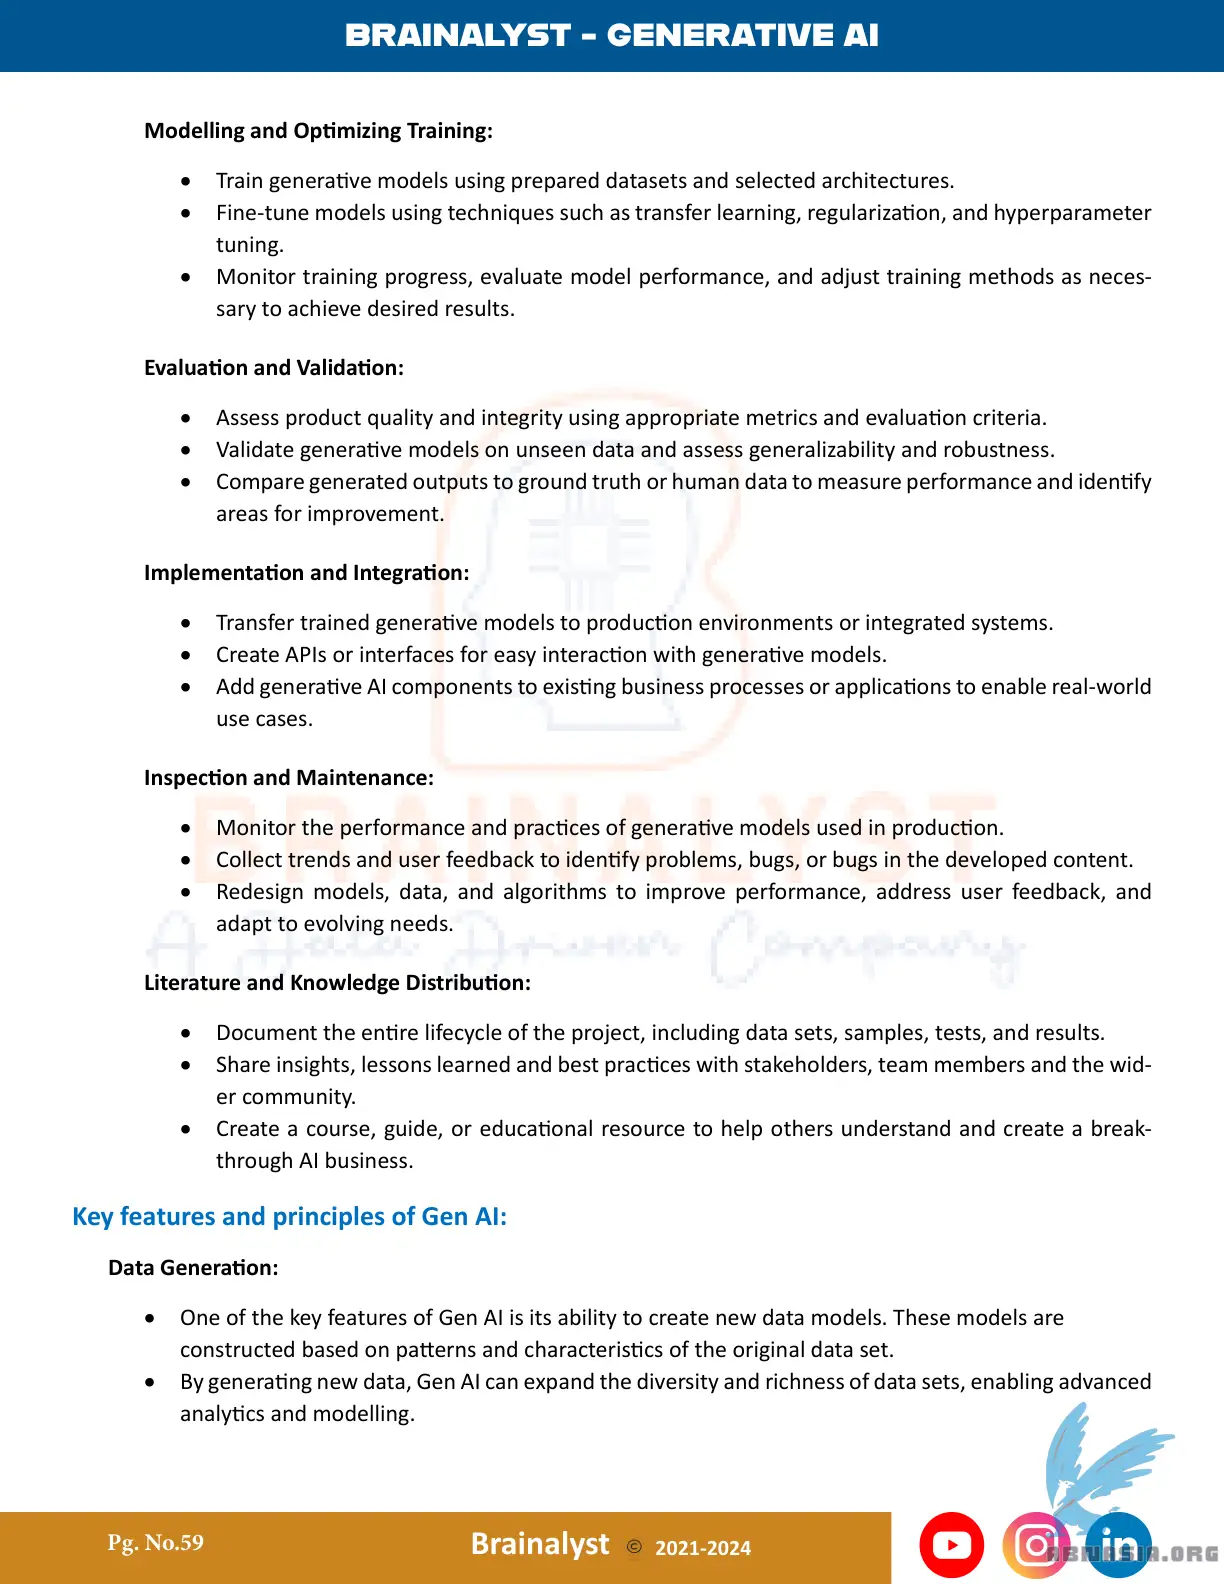 BRAINALYST - GENERATIVE AI
Modelling and Optimizing Training:
• Train generative models using prepared datasets and selected architectures.
• Fine-tune models using techniques such as transfer learning, regularization, and hyperparameter
tuning.
• Monitor training progress, evaluate model performance, and adjust training methods as neces-
sary to achieve desired results.
Evaluation and Validation:
• Assess product quality and integrity using appropriate metrics and evaluation criteria.
• Validate generative models on unseen data and assess generalizability and robustness.
• Compare generated outputs to ground truth or human data to measure performance and identify
areas for improvement.
Implementation and Integration:
• Transfer trained generative models to production environments or integrated systems.
• Create APIs or interfaces for easy interaction with generative models.
• Add generative AI components to existing business processes or applications to enable real-world
use cases.
Inspection and Maintenance:
BRAINALYST
• Monitor the performance and practices of generative models used in production.
• Collect trends and user feedback to identify problems, bugs, or bugs in the developed content.
• Redesign models, data, and algorithms to improve performance, address user feedback, and
adapt to evolving needs.
A Data Driven Company
Literature and Knowledge Distribution:
• Document the entire lifecycle of the project, including data sets, samples, tests, and results.
• Share insights, lessons learned and best practices with stakeholders, team members and the wid-
er community.
• Create a course, guide, or educational resource to help others understand and create a break-
through AI business.
Key features and principles of Gen AI:
Data Generation:
• One of the key features of Gen AI is its ability to create new data models. These models are
constructed based on patterns and characteristics of the original data set.
• By generating new data, Gen AI can expand the diversity and richness of data sets, enabling advanced
analytics and modelling.
Pg. No.59
Brainalyst © 2021-2024
in